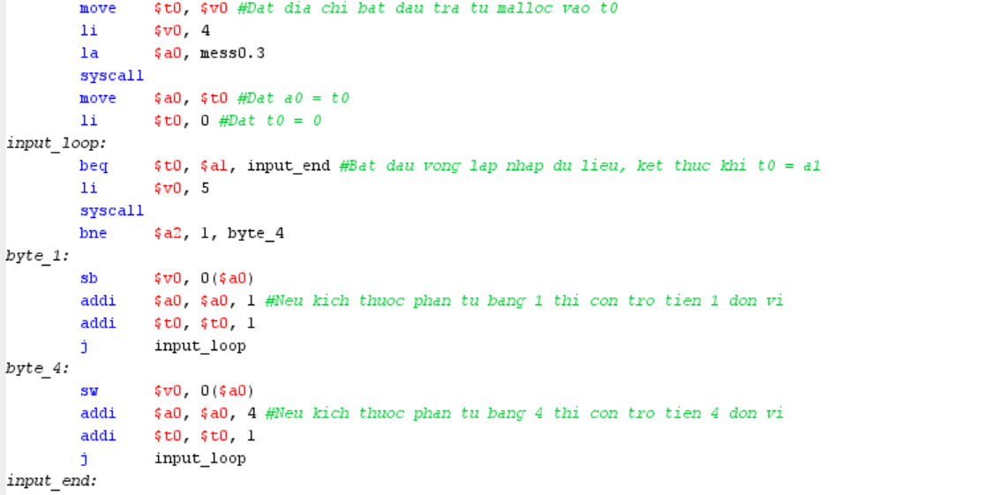 move $t0, $v0 #Dat dia chi bat dau tra tu malloc vao t0
li $v0, 4
la $a0, mess0.3
syscall
move $a0, $t0 #Dat a0 = t0
li $t0, 0 #Dat t0 = 0
input_loop:
beq $t0, $a1, input_end #Bat dau vong lap nhap du lieu, ket thuc khi t0 = a1
li $v0, 5
syscall
bne $a2, 1, byte_4
byte_1:
sb $v0, 0($a0)
addi $a0, $a0, 1 #Neu kich thuoc phan tu bang 1 thi con tro tien 1 don vi
addi $t0, $t0, 1
j input_loop
byte_4:
sw $v0, 0($a0)
addi $a0, $a0, 4 #Neu kich thuoc phan tu bang 4 thi con tro tien 4 don vi
addi $t0, $t0, 1
j input_loop
input_end: